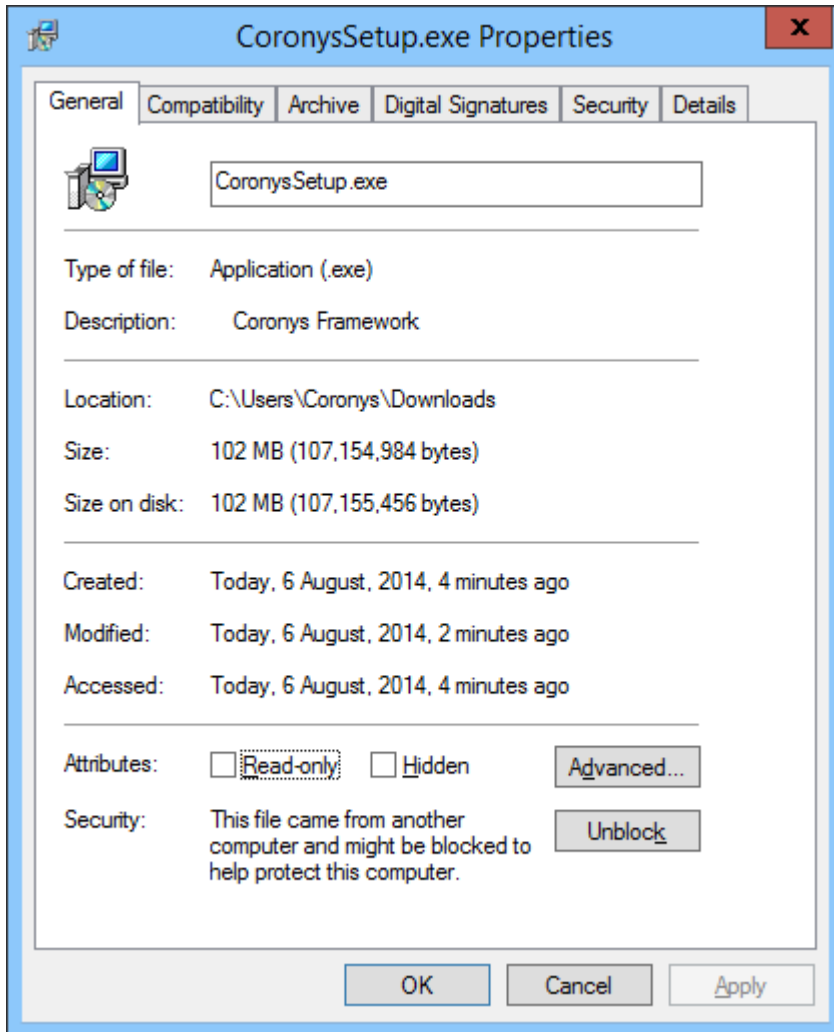 CoronysSetup.exe Properties
x
General Compatibility Archive Digital Signatures Security Details
CoronysSetup.exe
Type of file: Application (.exe)
Description: Coronys Framework
Location: C:\Users\Coronys\Downloads
Size: 102 MB (107,154,984 bytes)
Size on disk: 102 MB (107,155,456 bytes)
Created: Today, 6 August, 2014, 4 minutes ago
Modified: Today, 6 August, 2014, 2 minutes ago
Accessed: Today, 6 August, 2014, 4 minutes ago
Attributes: Read-only Hidden Advanced...
Security: This file came from another
computer and might be blocked to
help protect this computer.
Unblock
OK Cancel Apply